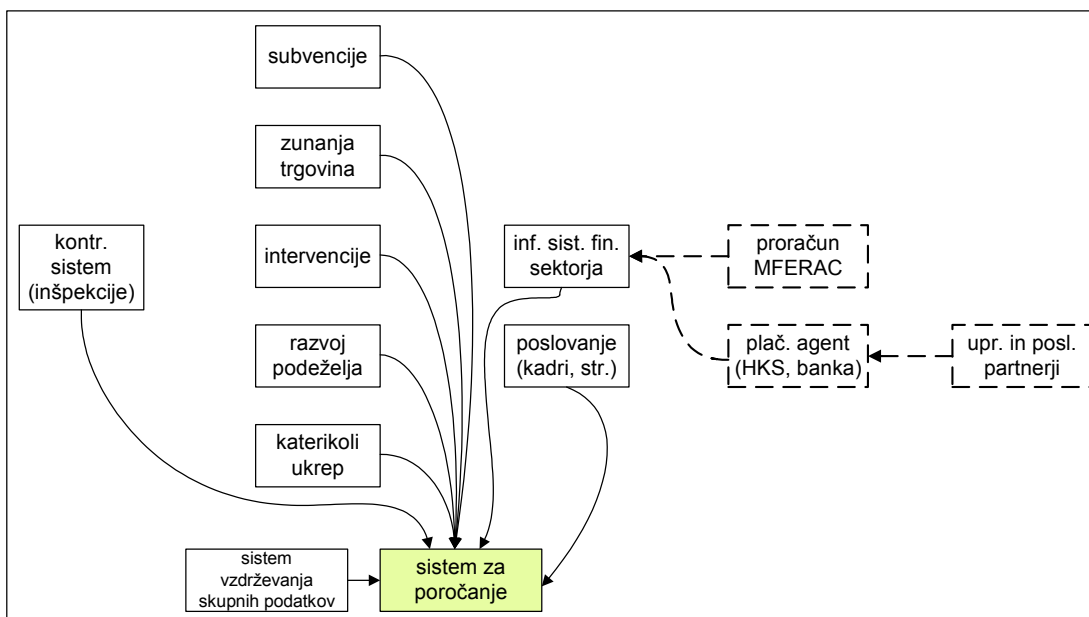 subvencije
zunanja
trgovina
kontr.
sistem
(inšpekcije)
intervencije
inf. sist. fin.
sektorja
proračun
MFERAC
razvoj
podeželja
poslovanje
(kadri, str.)
plač. agent
(HKS, banka)
upr. in posl.
partnerji
katerikoli
ukrep
sistem
vzdrževanja
skupnih podatkov
sistem za
poročanje